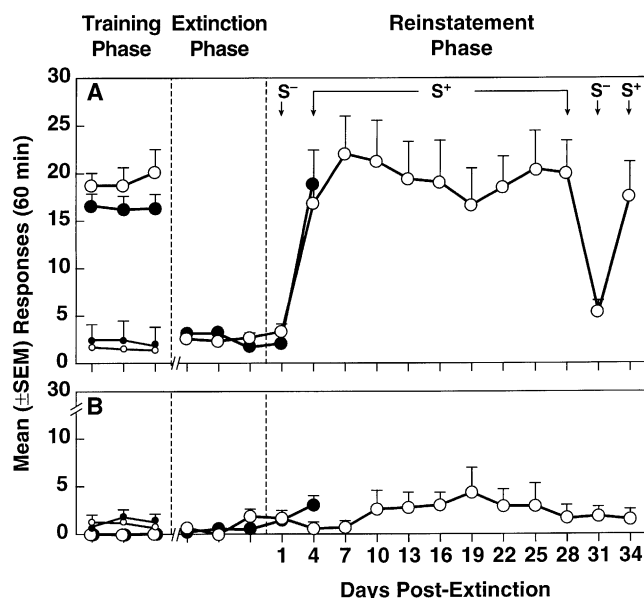 Training Phase
Extinction Phase
Reinstatement Phase
Mean (±SEM) Responses (60 min)
A
S⁻
S⁺
S⁻
S⁺
30
25
20
15
10
5
0
B
30
10
5
0
1 4 7 10 13 16 19 22 25 28 31 34
Days Post-Extinction